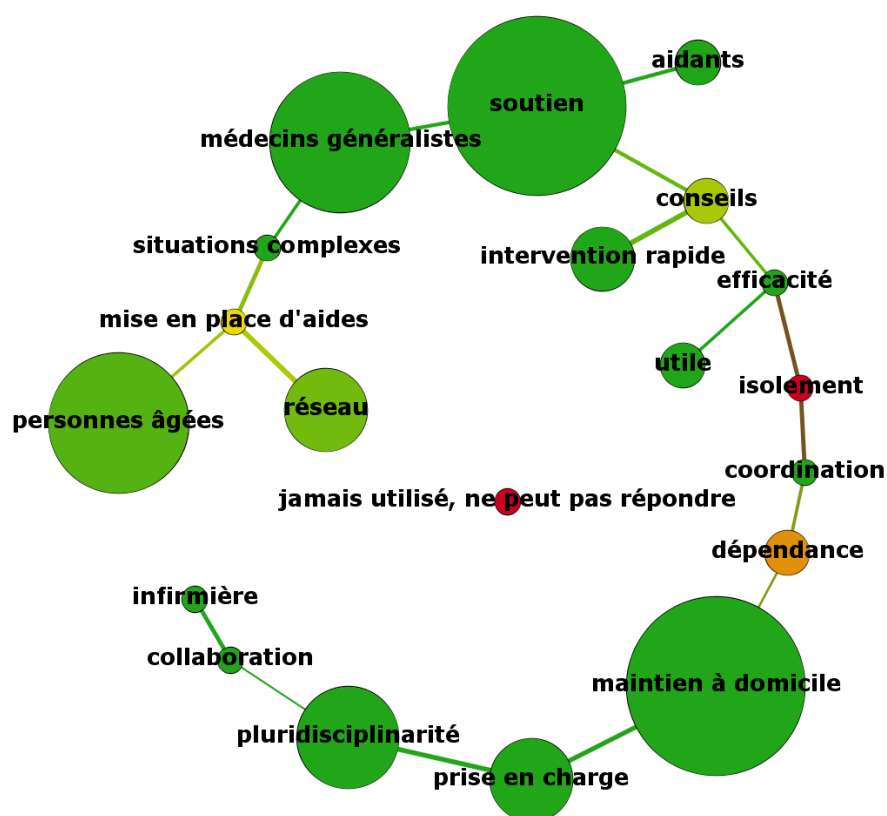 aidants
soutien
médecins généralistes
conseils
situations complexes
intervention rapide
efficacité
mise en place d'aides
utile
isolement
réseau
personnes âgées
coordination
jamais utilisé, ne peut pas répondre
dépendance
infirmière
collaboration
maintien à domicile
pluridisciplinarité
prise en charge